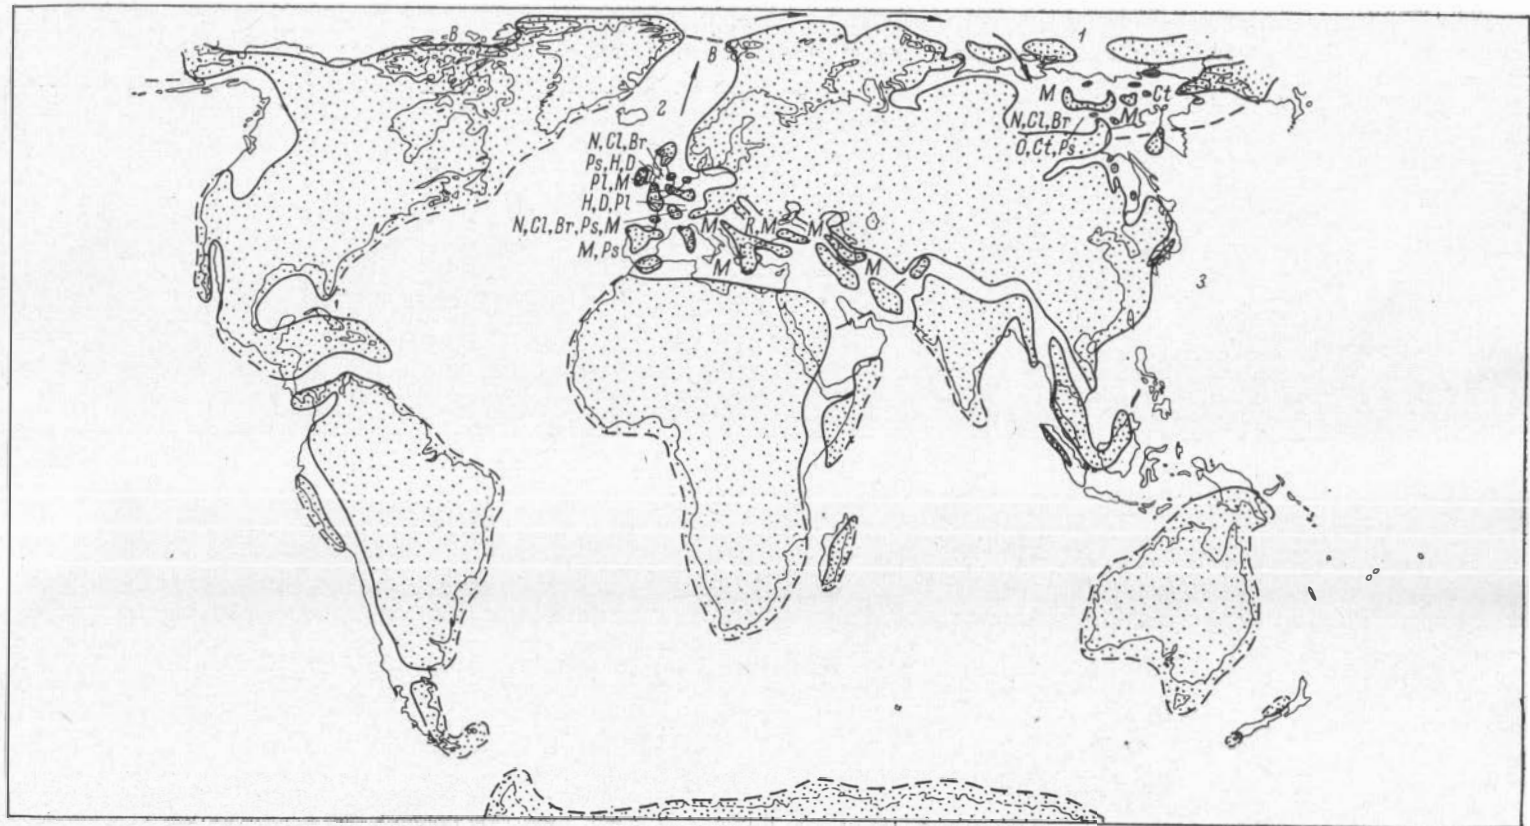 1
B
B
2
M
Ct
M
N, Cl, Br
O, Ct, Ps
N, Cl, Br
Ps, H, D
Pl, M
H, D, Pl
N, Cl, Br, Ps, M
M, Ps
M
R, M
M
M
M
3